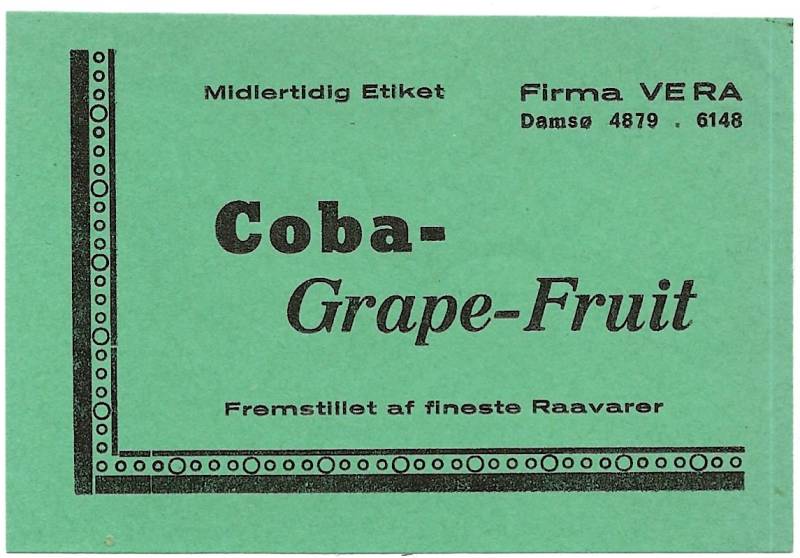 Midlertidig Etiket
Firma VERA
Damsø 4879 . 6148
Coba-
Grape-Fruit
Fremstillet af fineste Raavarer